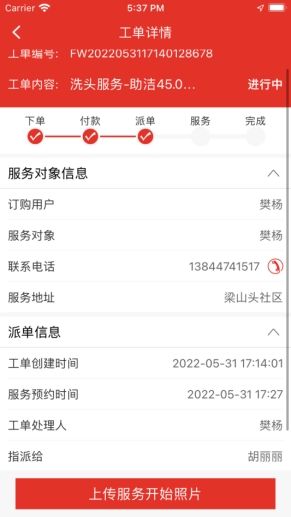 Carrier
5:37 PM
工单详情
工单编号: FW2022053117140128678
工单内容: 洗头服务-助洁45.0... 进行中
下单 付款 派单 服务 完成
服务对象信息
订购用户 樊杨
服务对象 樊杨
联系电话 13844741517
服务地址 梁山头社区
派单信息
工单创建时间 2022-05-31 17:14:01
服务预约时间 2022-05-31 17:27
工单处理人 樊杨
指派给 胡丽丽
上传服务开始照片